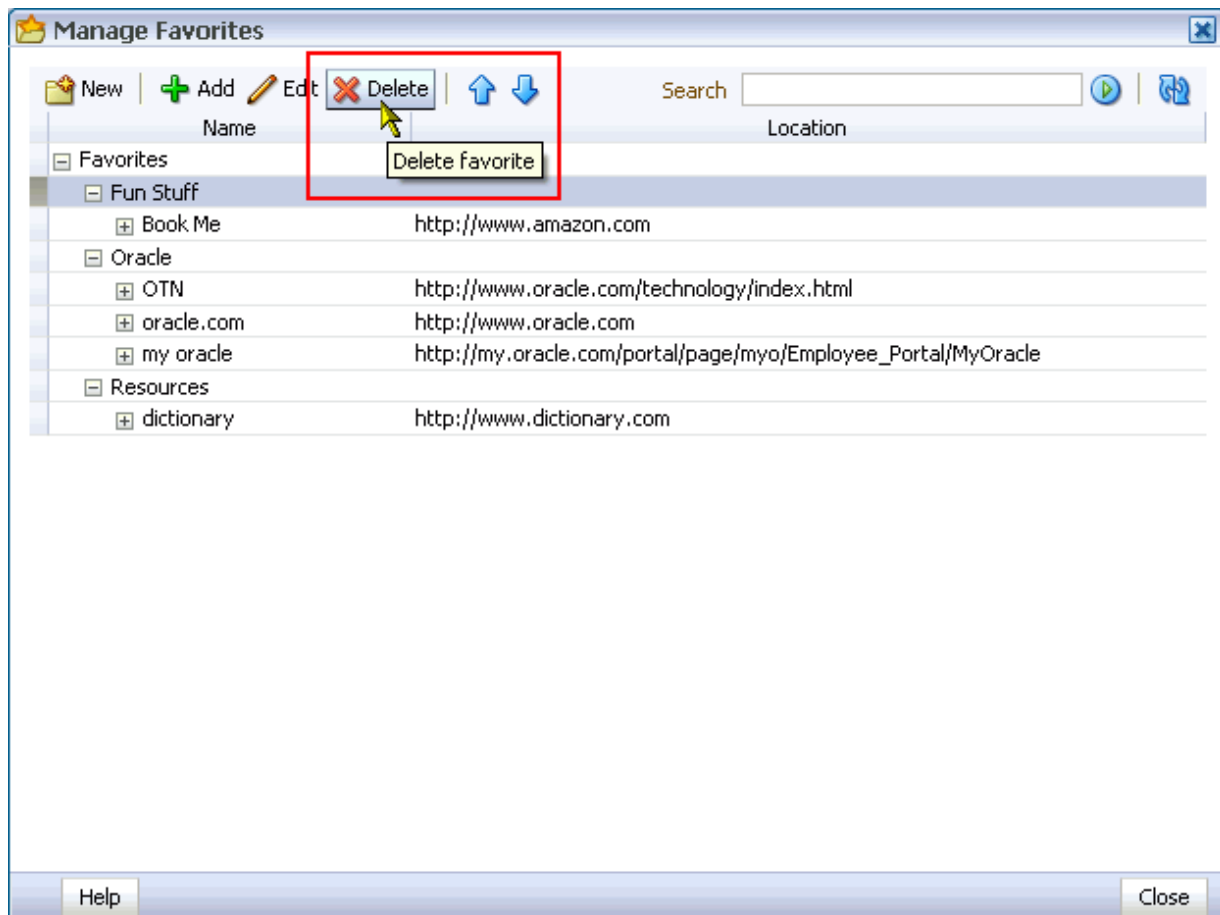 Manage Favorites
New Add Edit Delete Search
Name Location
Delete favorite
Favorites
Fun Stuff
Book Me http://www.amazon.com
Oracle
OTN http://www.oracle.com/technology/index.html
oracle.com http://www.oracle.com
my oracle http://my.oracle.com/portal/page/myo/Employee_Portal/MyOracle
Resources
dictionary http://www.dictionary.com
Help Close